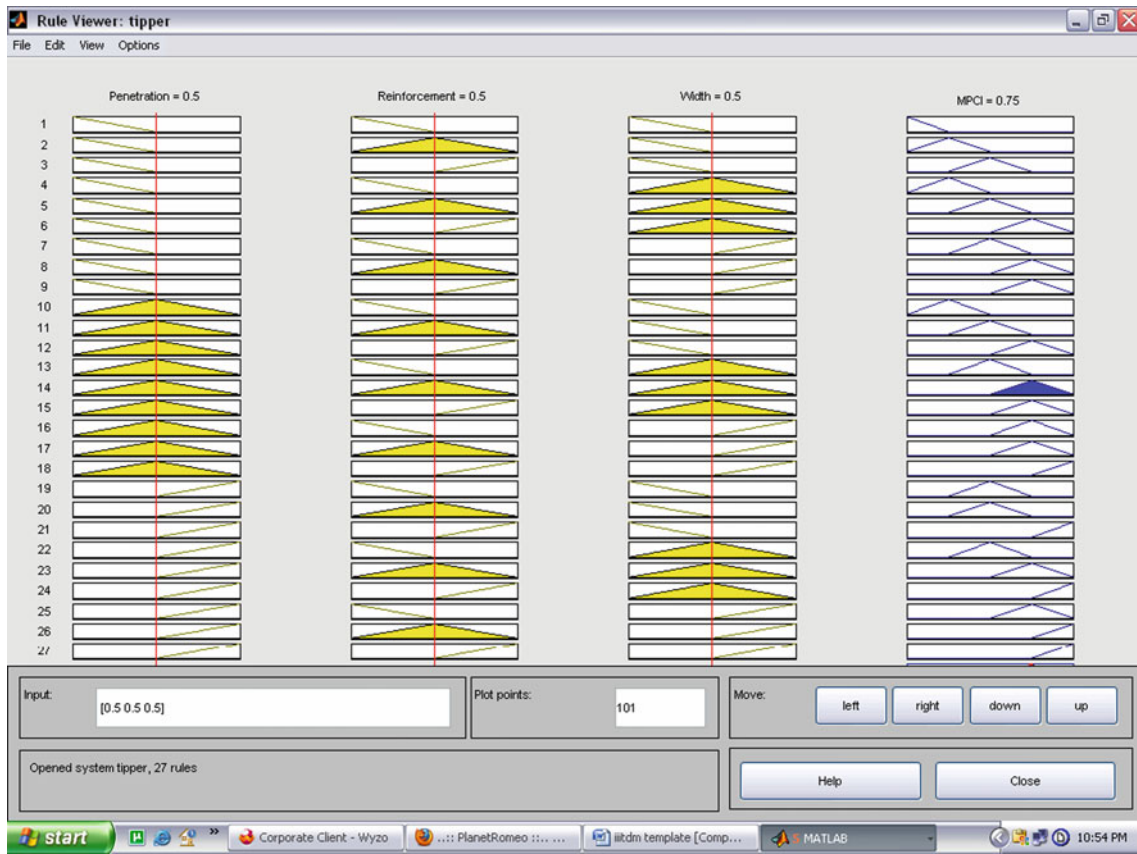 Rule Viewer: tipper
File Edit View Options
Penetration = 0.5
Reinforcement = 0.5
Width = 0.5
MPCI = 0.75
1
2
3
4
5
6
7
8
9
10
11
12
13
14
15
16
17
18
19
20
21
22
23
24
25
26
27
Input:
[0.5 0.5 0.5]
Plot points:
101
Move:
left
right
down
up
Opened system tipper, 27 rules
Help
Close
start
»
Corporate Client - Wyzo
..:: PlanetRomeo ::.. ...
iiitdm template [Comp...
5 MATLAB
10:54 PM